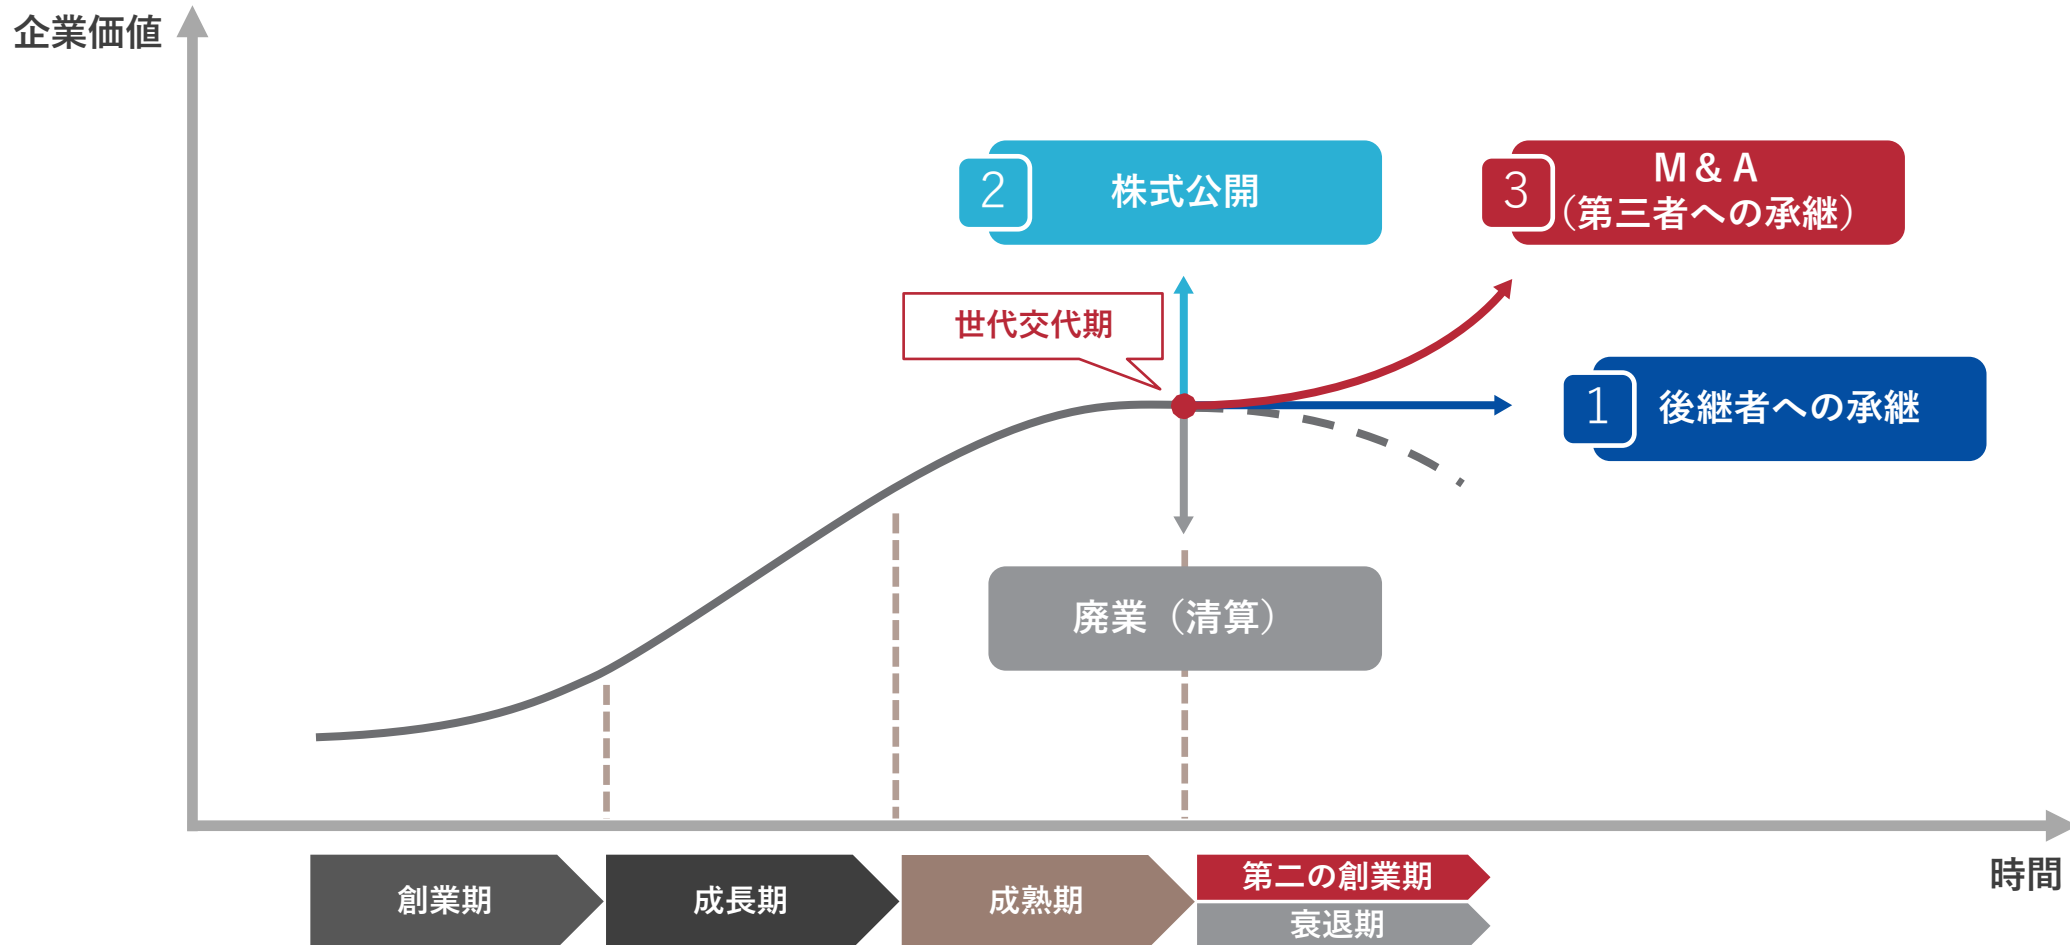 企業価値
2
株式公開
3
M & A
（第三者への承継）
世代交代期
1
後継者への承継
廃業（清算）
時間
創業期
成長期
成熟期
第二の創業期
衰退期